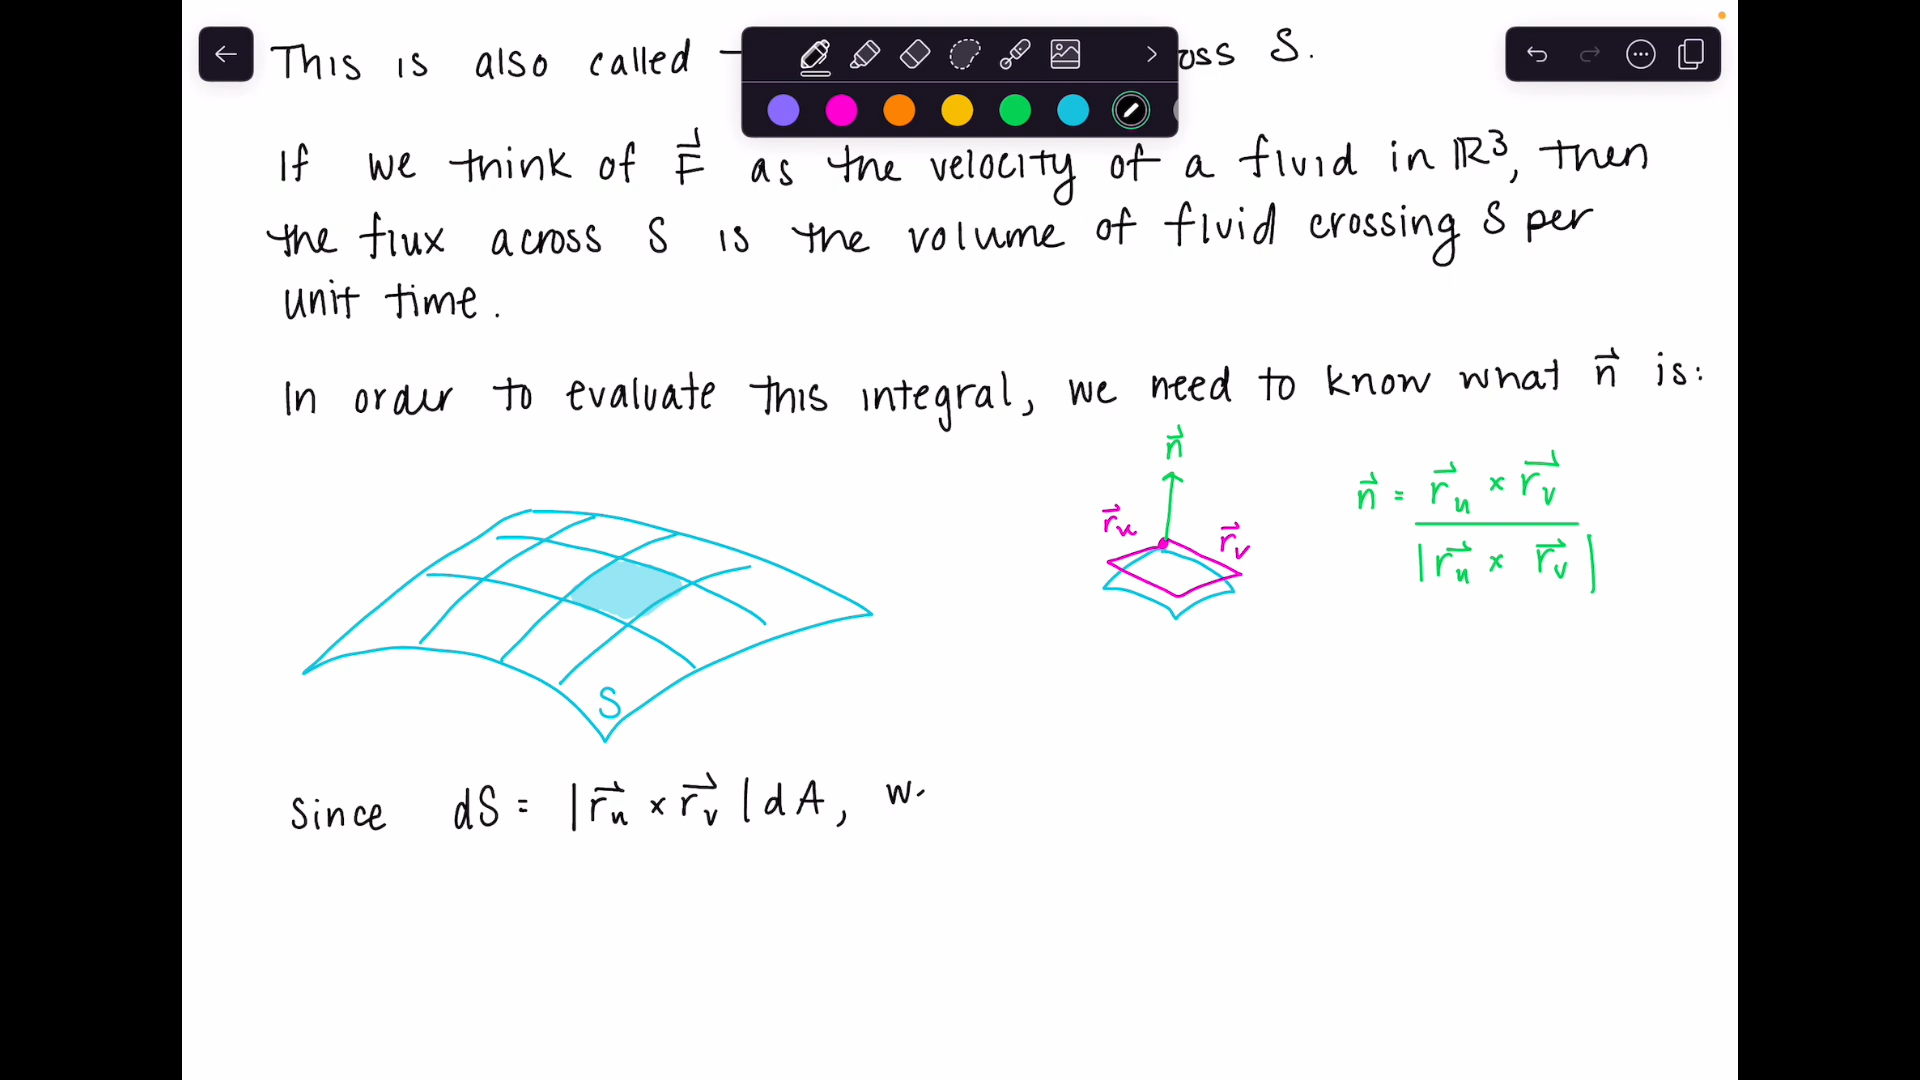 This is also called oss S.
If we think of F⃗ as the velocity of a fluid in ℝ³, then
the flux across S is the volume of fluid crossing S per
unit time.
In order to evaluate this integral, we need to know what n⃗ is:
n⃗
r⃗ᵤ r⃗ᵥ
n⃗ = r⃗ᵤ × r⃗ᵥ
|r⃗ᵤ × r⃗ᵥ|
S
Since dS = |r⃗ᵤ × r⃗ᵥ| dA, w